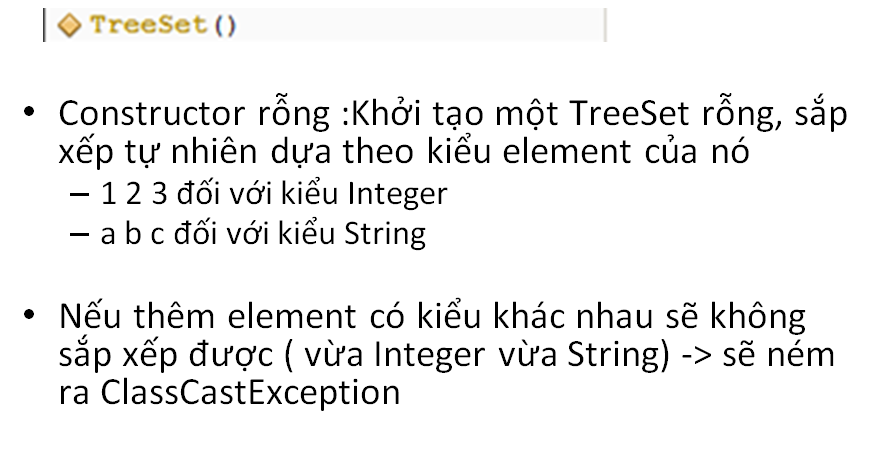 TreeSet()
• Constructor rỗng :Khởi tạo một TreeSet rỗng, sắp
xếp tự nhiên dựa theo kiểu element của nó
– 1 2 3 đối với kiểu Integer
– a b c đối với kiểu String
• Nếu thêm element có kiểu khác nhau sẽ không
sắp xếp được ( vừa Integer vừa String) -> sẽ ném
ra ClassCastException